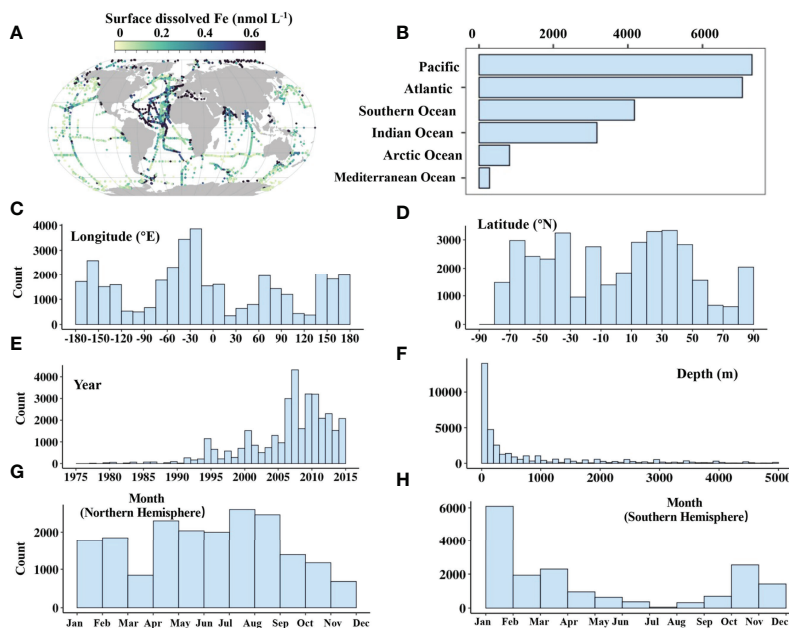 Surface dissolved Fe (nmol L-1)
A
0 0.2 0.4 0.6
B
0 2000 4000 6000
Pacific
Atlantic
Southern Ocean
Indian Ocean
Arctic Ocean
Mediterranean Ocean
C
Longitude (°E)
Count
4000
3000
2000
1000
0
-180 -150 -120 -90 -60 -30 0 30 60 90 120 150 180
D
Latitude (°N)
3000
2000
1000
0
-90 -70 -50 -30 -10 10 30 50 70 90
E
Year
Count
4000
3000
2000
1000
0
1975 1980 1985 1990 1995 2000 2005 2010 2015
F
Depth (m)
10000
5000
0
0 1000 2000 3000 4000 5000
G
Month
(Northern Hemisphere)
Count
2000
1000
0
Jan Feb Mar Apr May Jun Jul Aug Sep Oct Nov Dec
H
Month
(Southern Hemisphere)
6000
4000
2000
0
Jan Feb Mar Apr May Jun Jul Aug Sep Oct Nov Dec